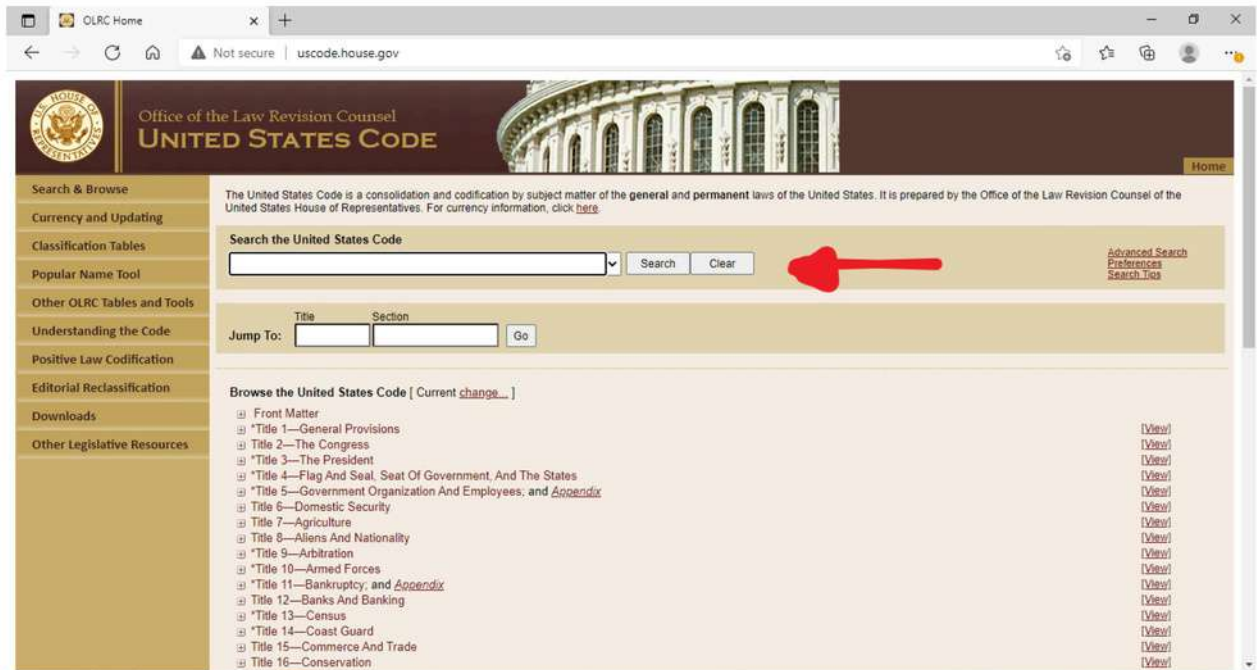 OLRC Home
Not secure | uscode.house.gov
U.S. HOUSE OF REPRESENTATIVES
Office of the Law Revision Counsel
UNITED STATES CODE
Home
Search & Browse
Currency and Updating
Classification Tables
Popular Name Tool
Other OLRC Tables and Tools
Understanding the Code
Positive Law Codification
Editorial Reclassification
Downloads
Other Legislative Resources
The United States Code is a consolidation and codification by subject matter of the general and permanent laws of the United States. It is prepared by the Office of the Law Revision Counsel of the
United States House of Representatives. For currency information, click here.
Search the United States Code
Search Clear
Advanced Search
Preferences
Search Tips
Title Section
Jump To: Go
Browse the United States Code [ Current change... ]
Front Matter
*Title 1—General Provisions [View]
Title 2—The Congress [View]
*Title 3—The President [View]
*Title 4—Flag And Seal, Seat Of Government, And The States [View]
*Title 5—Government Organization And Employees; and Appendix [View]
Title 6—Domestic Security [View]
Title 7—Agriculture [View]
Title 8—Aliens And Nationality [View]
*Title 9—Arbitration [View]
*Title 10—Armed Forces [View]
*Title 11—Bankruptcy; and Appendix [View]
Title 12—Banks And Banking [View]
*Title 13—Census [View]
*Title 14—Coast Guard [View]
Title 15—Commerce And Trade [View]
Title 16—Conservation [View]